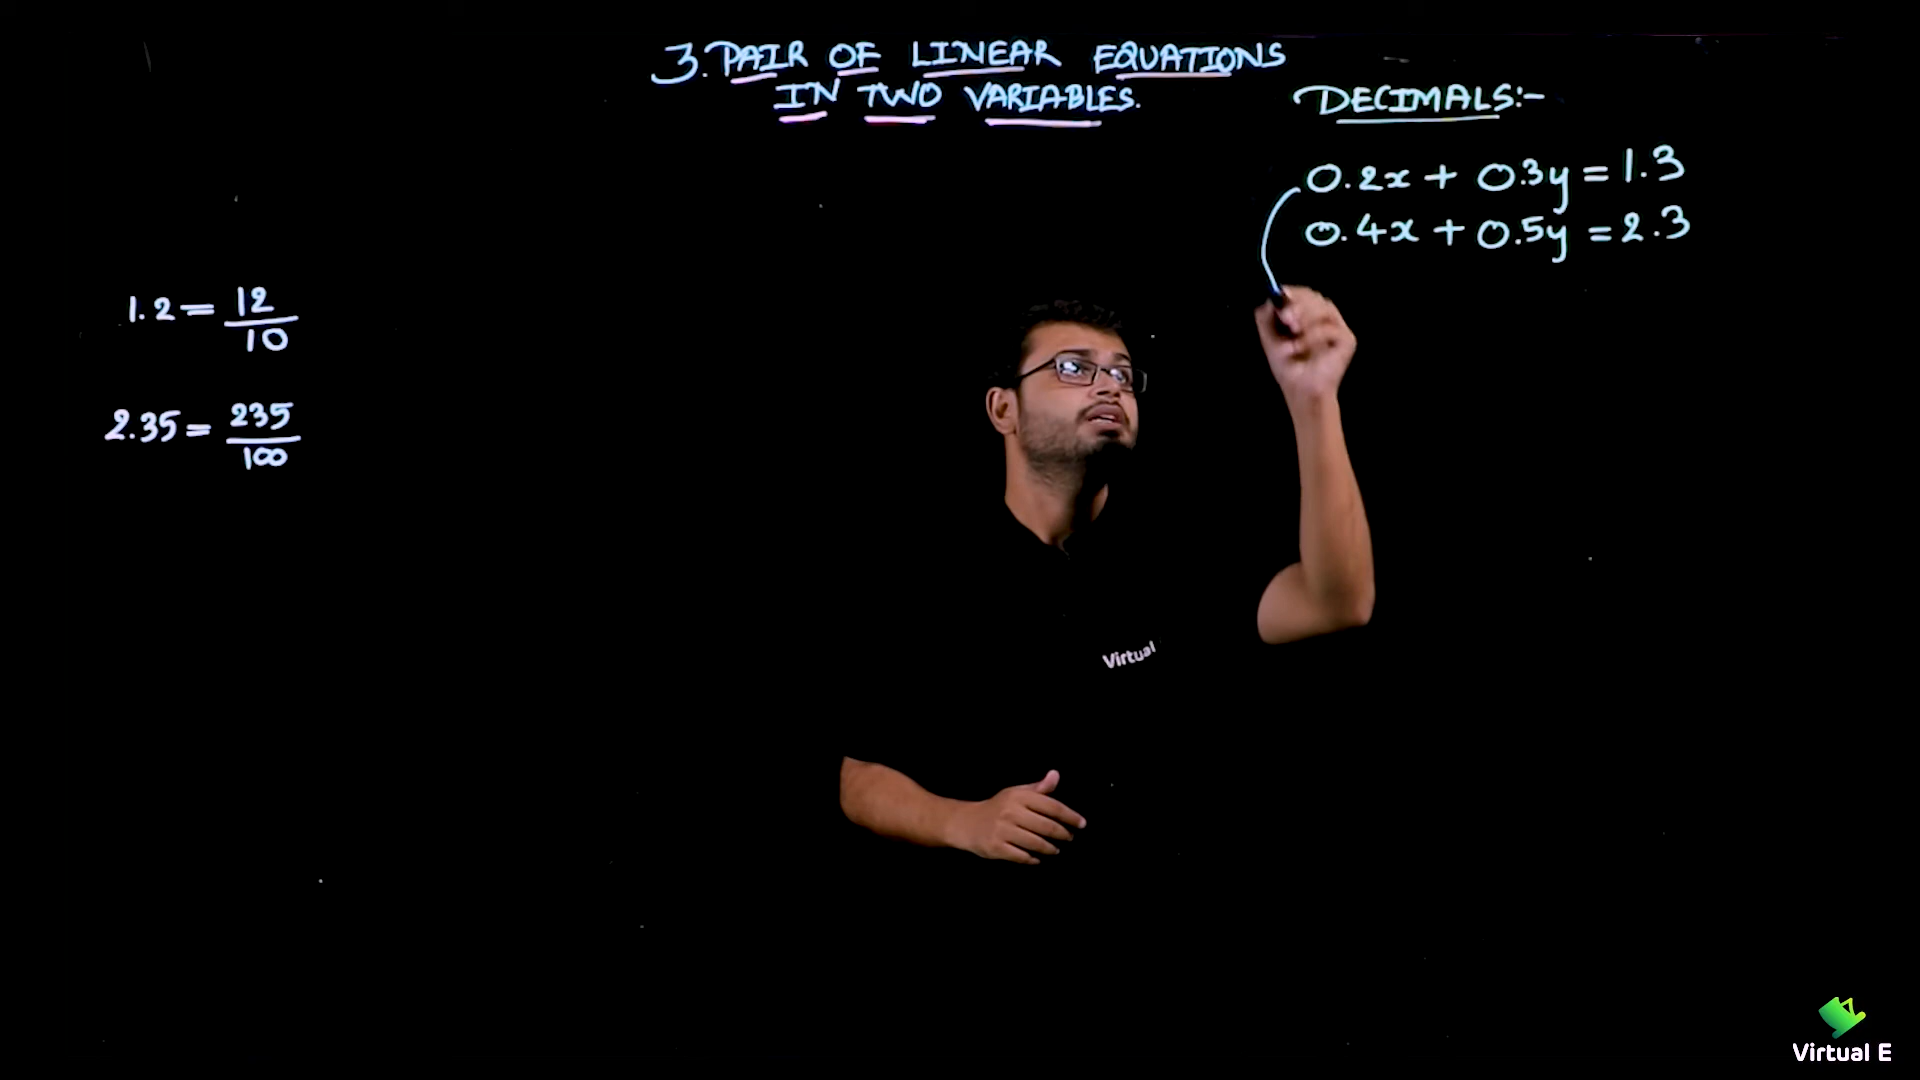 3. PAIR OF LINEAR EQUATIONS
IN TWO VARIABLES.
DECIMALS:-
0.2x + 0.3y = 1.3
0.4x + 0.5y = 2.3
1.2 = 12/10
2.35 = 235/100
Virtual
Virtual E